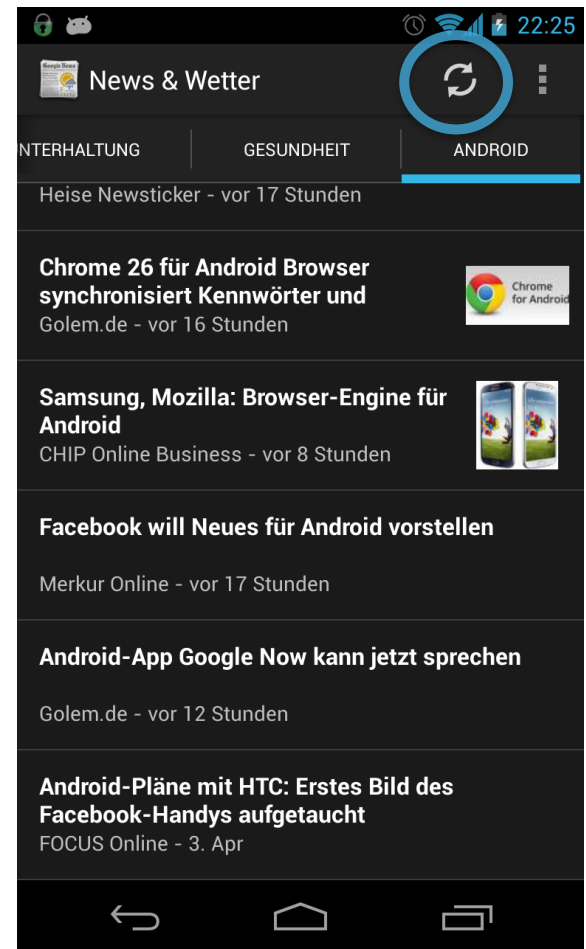 22:25
Google News
News & Wetter
NTERHALTUNG
GESUNDHEIT
ANDROID
Heise Newsticker - vor 17 Stunden
Chrome 26 für Android Browser
synchronisiert Kennwörter und
Golem.de - vor 16 Stunden
Chrome
for Android
Samsung, Mozilla: Browser-Engine für
Android
CHIP Online Business - vor 8 Stunden
Facebook will Neues für Android vorstellen
Merkur Online - vor 17 Stunden
Android-App Google Now kann jetzt sprechen
Golem.de - vor 12 Stunden
Android-Pläne mit HTC: Erstes Bild des
Facebook-Handys aufgetaucht
FOCUS Online - 3. Apr